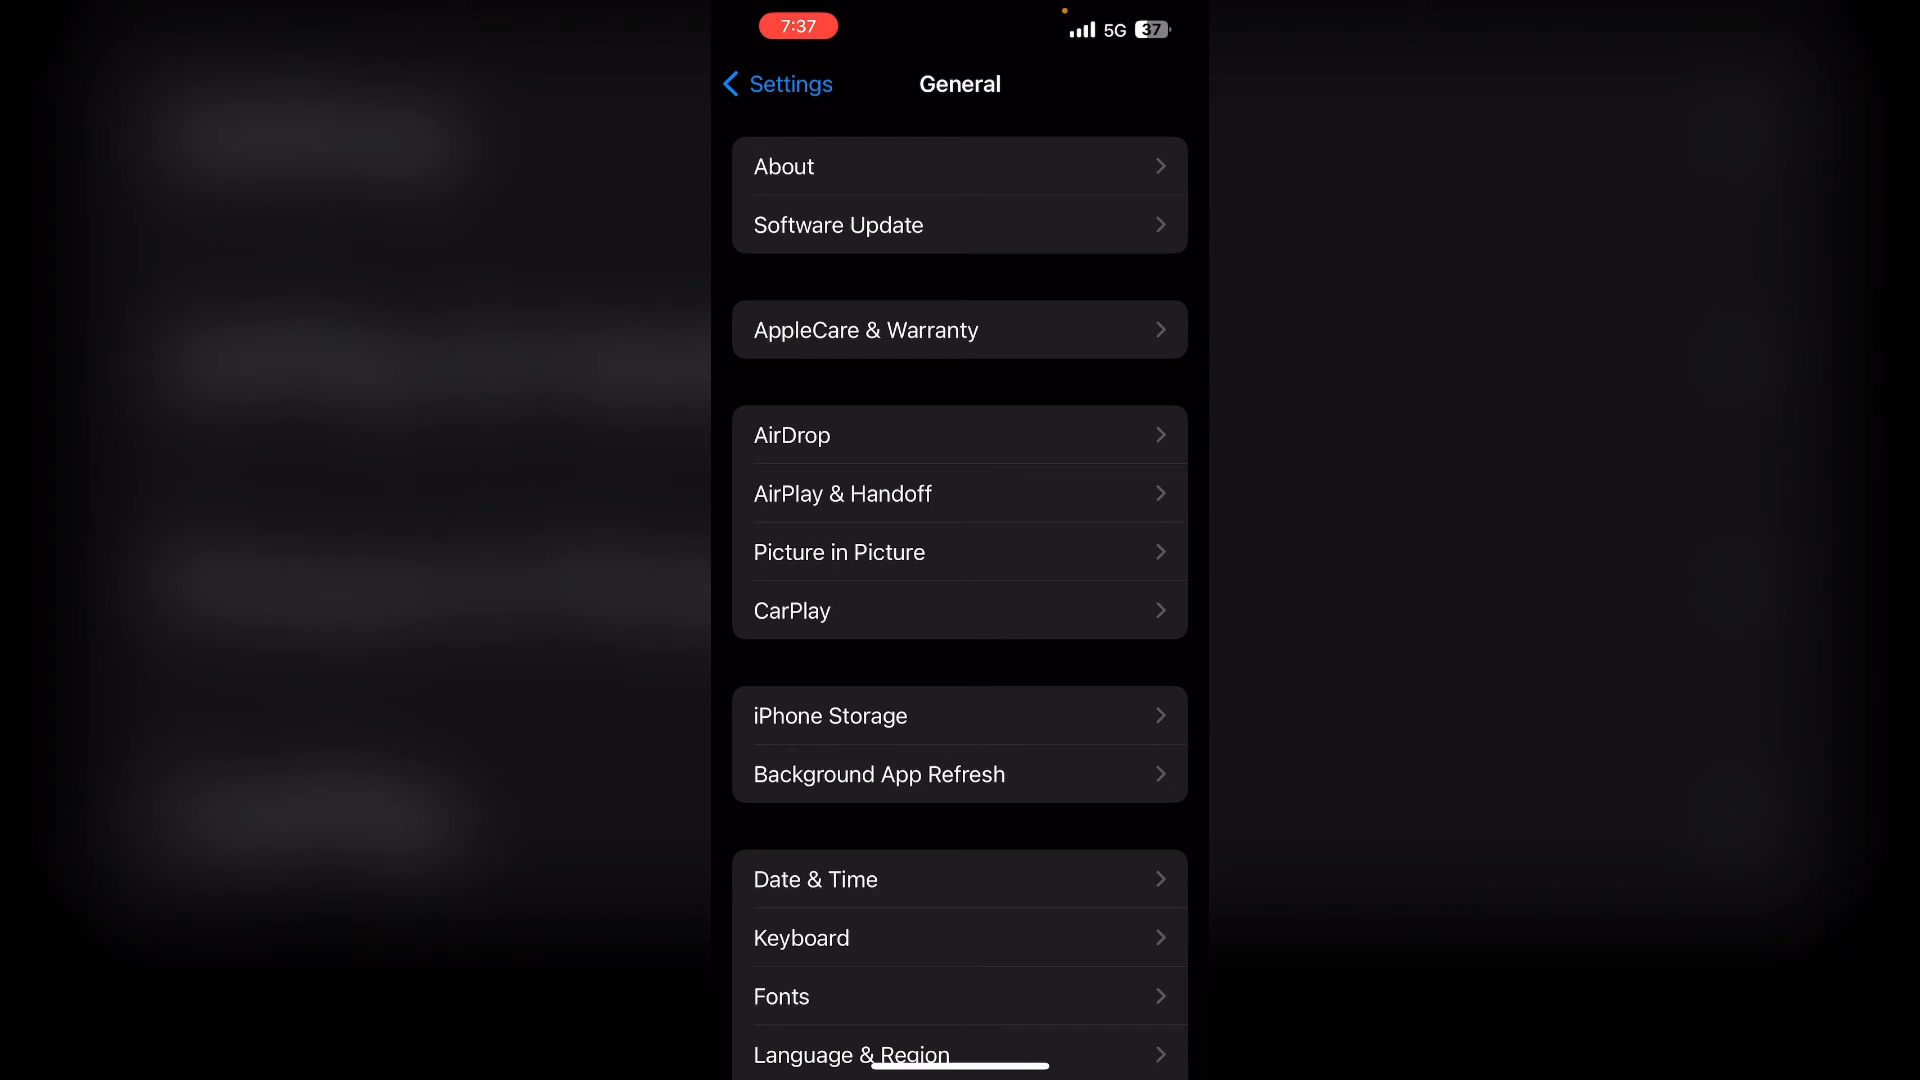 7:37
5G 37
Settings
General
About
Software Update
AppleCare & Warranty
AirDrop
AirPlay & Handoff
Picture in Picture
CarPlay
iPhone Storage
Background App Refresh
Date & Time
Keyboard
Fonts
Language & Region